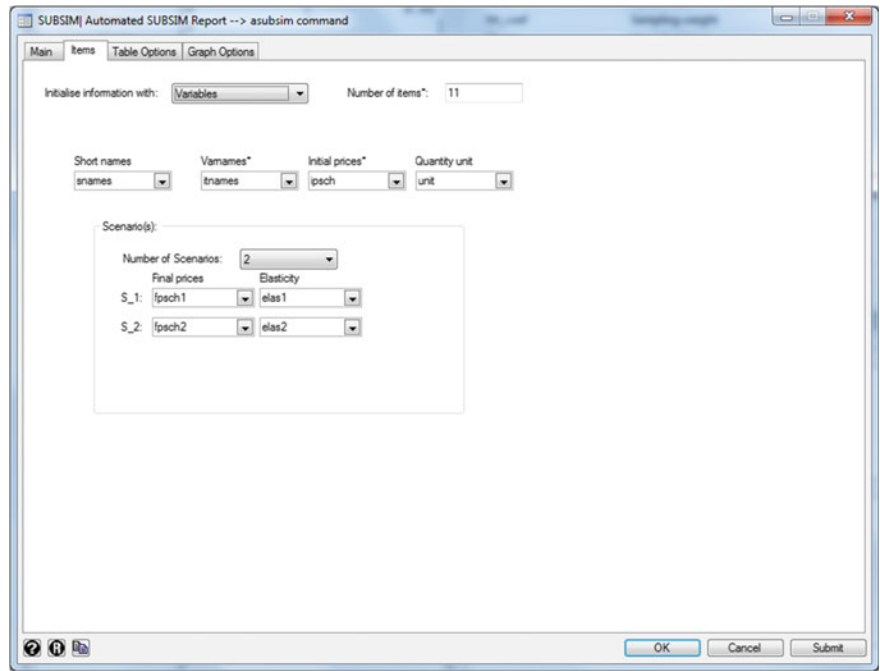 SUBSIM| Automated SUBSIM Report --> asubsim command
Main Items Table Options Graph Options
Initialise information with: Variables Number of items*: 11
Short names Varnames* Initial prices* Quantity unit
snames itnames ipsch unit
Scenario(s):
Number of Scenarios: 2
Final prices Elasticity
S_1: fpsch1 elas1
S_2: fpsch2 elas2
OK Cancel Submit